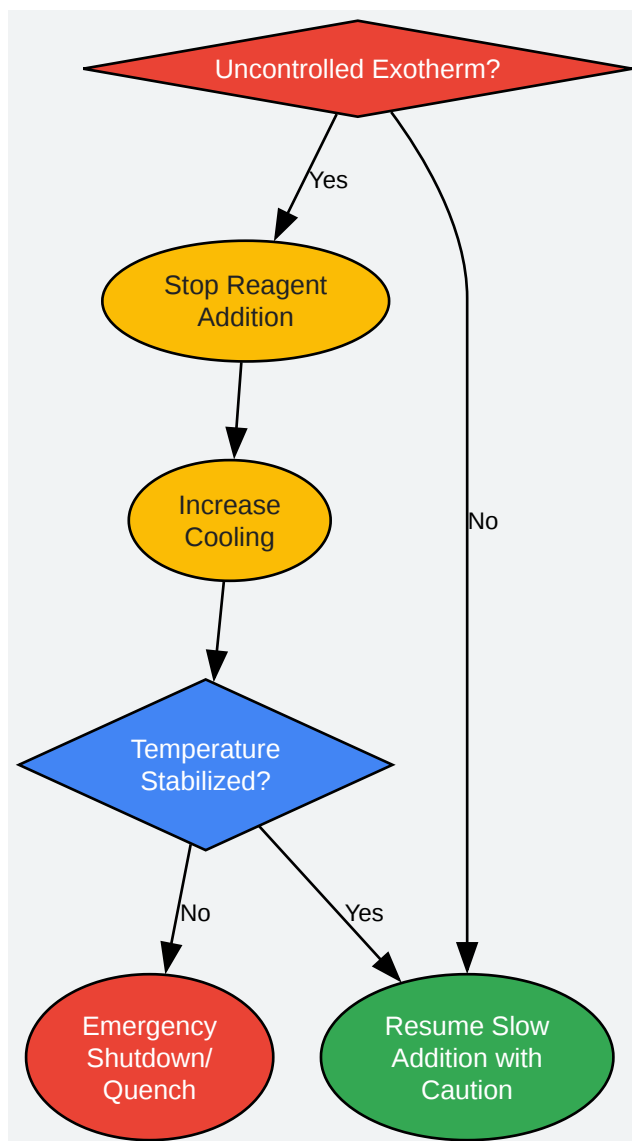 Uncontrolled Exotherm?
Yes
Stop Reagent
Addition
Increase
Cooling
No
Temperature
Stabilized?
No
Yes
Emergency
Shutdown/
Quench
Resume Slow
Addition with
Caution